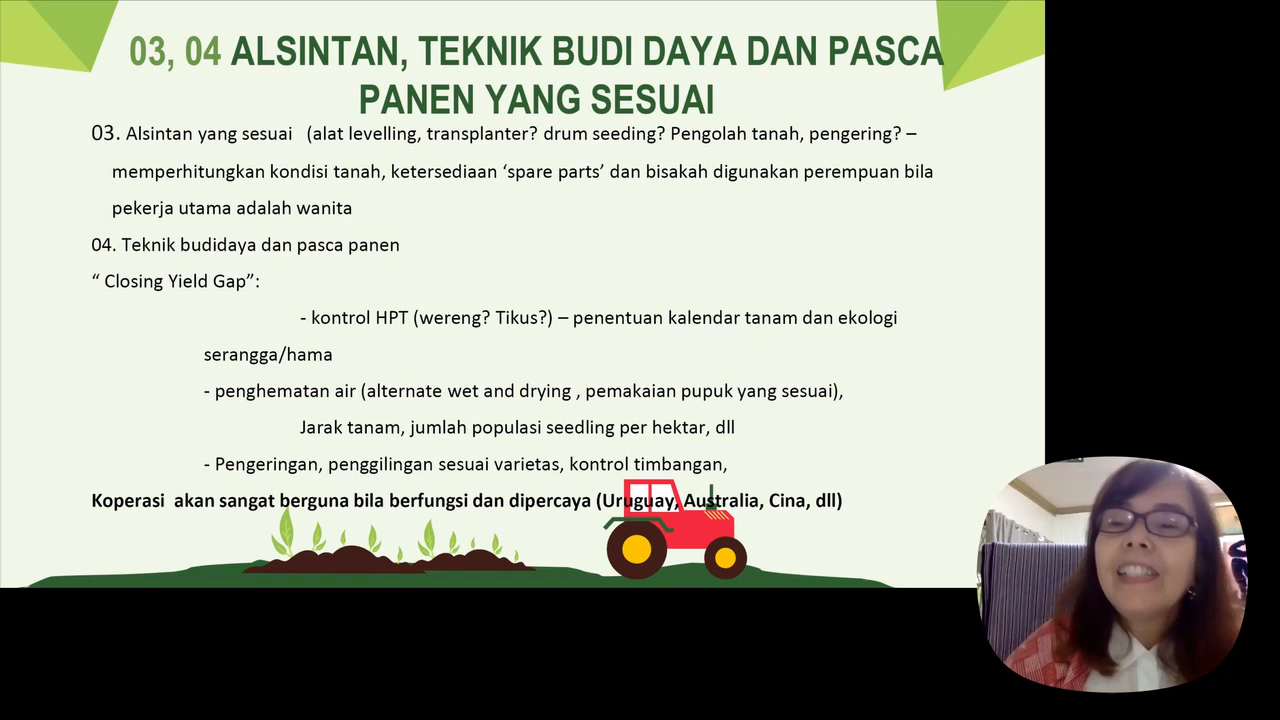 03, 04 ALSINTAN, TEKNIK BUDI DAYA DAN PASCA
PANEN YANG SESUAI
03. Alsintan yang sesuai (alat levelling, transplanter? drum seeding? Pengolah tanah, pengering? –
memperhitungkan kondisi tanah, ketersediaan ‘spare parts’ dan bisakah digunakan perempuan bila
pekerja utama adalah wanita
04. Teknik budidaya dan pasca panen
“ Closing Yield Gap”:
- kontrol HPT (wereng? Tikus?) – penentuan kalendar tanam dan ekologi
serangga/hama
- penghematan air (alternate wet and drying , pemakaian pupuk yang sesuai),
Jarak tanam, jumlah populasi seedling per hektar, dll
- Pengeringan, penggilingan sesuai varietas, kontrol timbangan,
Koperasi akan sangat berguna bila berfungsi dan dipercaya (Uruguay, Australia, Cina, dll)